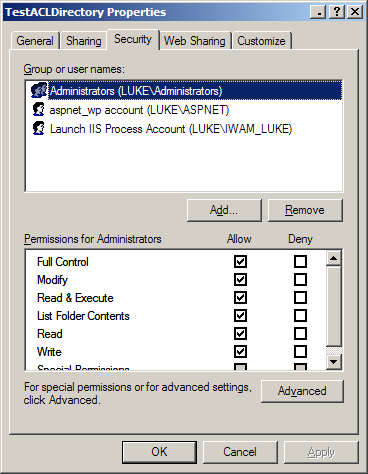 TestACLDirectory Properties
General Sharing Security Web Sharing Customize
Group or user names:
Administrators (LUKE\Administrators)
aspnet_wp account (LUKE\ASPNET)
Launch IIS Process Account (LUKE\IWAM_LUKE)
Add... Remove
Permissions for Administrators Allow Deny
Full Control
Modify
Read & Execute
List Folder Contents
Read
Write
Special Permissions
For special permissions or for advanced settings,
click Advanced.
Advanced
OK Cancel Apply